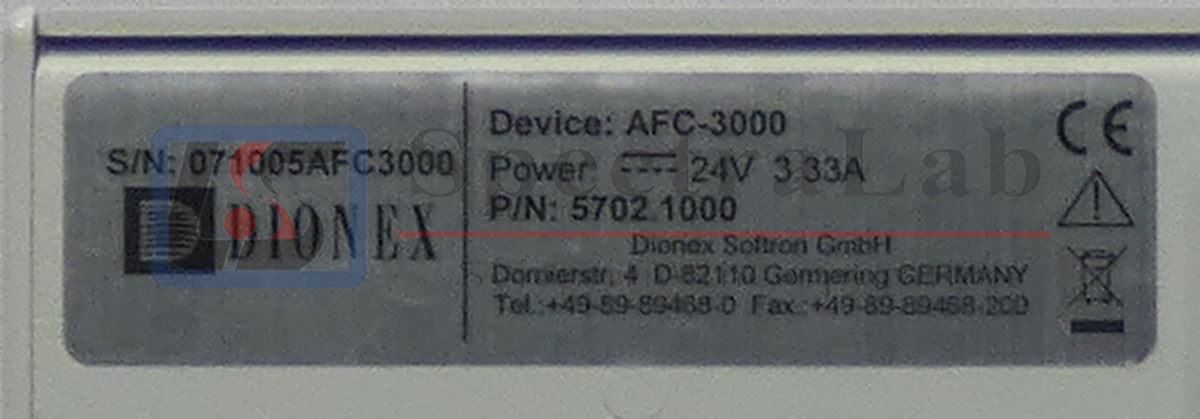 S/N: 071005AFC3000
DIONEX
Device: AFC-3000
Power: 24V 3.33A
P/N: 5702.1000
Dionex Softron GmbH
Dornierstr. 4 D-82110 Germering GERMANY
Tel.:+49-89-89468-0 Fax.:+49-89-89468-200
CE
SpectraLab